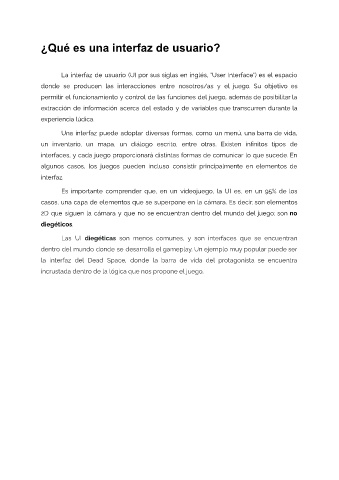 ¿Qué es una interfaz de usuario?
La interfaz de usuario (UI por sus siglas en inglés, "User Interface") es el espacio
donde se producen las interacciones entre nosotros/as y el juego. Su objetivo es
permitir el funcionamiento y control de las funciones del juego, además de posibilitar la
extracción de información acerca del estado y de variables que transcurren durante la
experiencia lúdica.
Una interfaz puede adoptar diversas formas, como un menú, una barra de vida,
un inventario, un mapa, un diálogo escrito, entre otras. Existen infinitos tipos de
interfaces, y cada juego proporcionará distintas formas de comunicar lo que sucede. En
algunos casos, los juegos pueden incluso consistir principalmente en elementos de
interfaz.
Es importante comprender que, en un videojuego, la UI es, en un 95% de los
casos, una capa de elementos que se superpone en la cámara. Es decir, son elementos
2D que siguen la cámara y que no se encuentran dentro del mundo del juego; son no
diegéticos.
Las UI diegéticas son menos comunes, y son interfaces que se encuentran
dentro del mundo donde se desarrolla el gameplay. Un ejemplo muy popular puede ser
la interfaz del Dead Space, donde la barra de vida del protagonista se encuentra
incrustada dentro de la lógica que nos propone el juego.